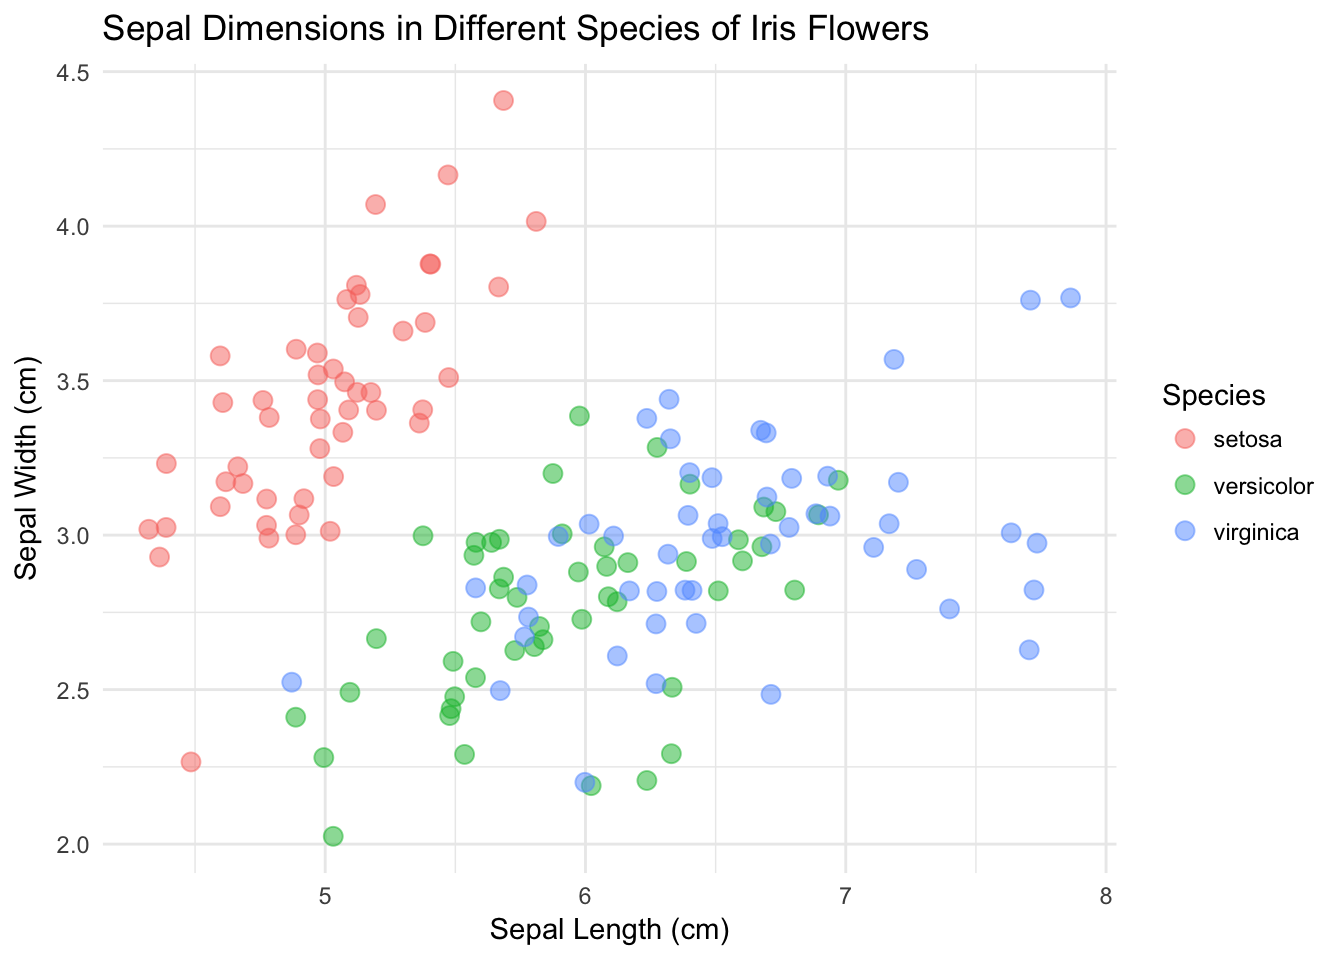 Sepal Dimensions in Different Species of Iris Flowers
4.5
4.0
3.5
3.0
2.5
2.0
Sepal Width (cm)
5 6 7 8
Sepal Length (cm)
Species
setosa
versicolor
virginica